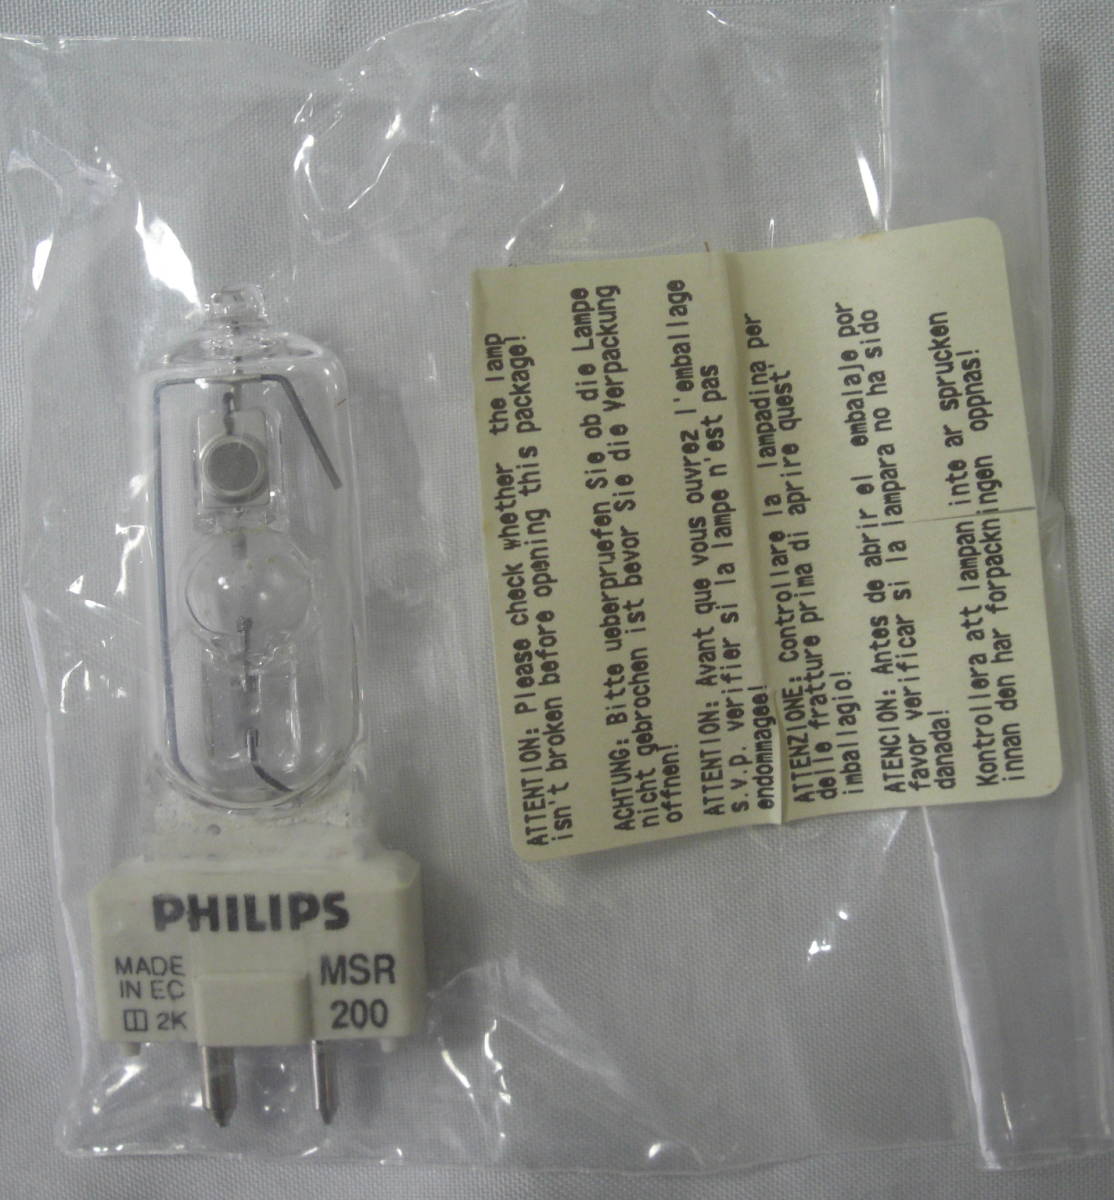 ATTENTION: Please check whether the lamp
isn't broken before opening this package!
ACHTUNG: Bitte ueberpruefen Sie ob die Lampe
nicht gebrochen ist bevor Sie die Verpackung
offnen!
ATTENTION: Avant que vous ouvrez l'emballage
s.v.p. verifier si la lampe n'est pas
endommagee!
ATTENZIONE: Controllare la lampadina per
delle fratture prima di aprire quest'
imballagio!
ATENCION: Antes de abrir el embalaje por
favor verificar si la lampara no ha sido
danada!
Kontrollera att lampan inte ar sprucken
innan den har forpackningen oppnas!
PHILIPS
MADE
IN EC
2K
MSR
200